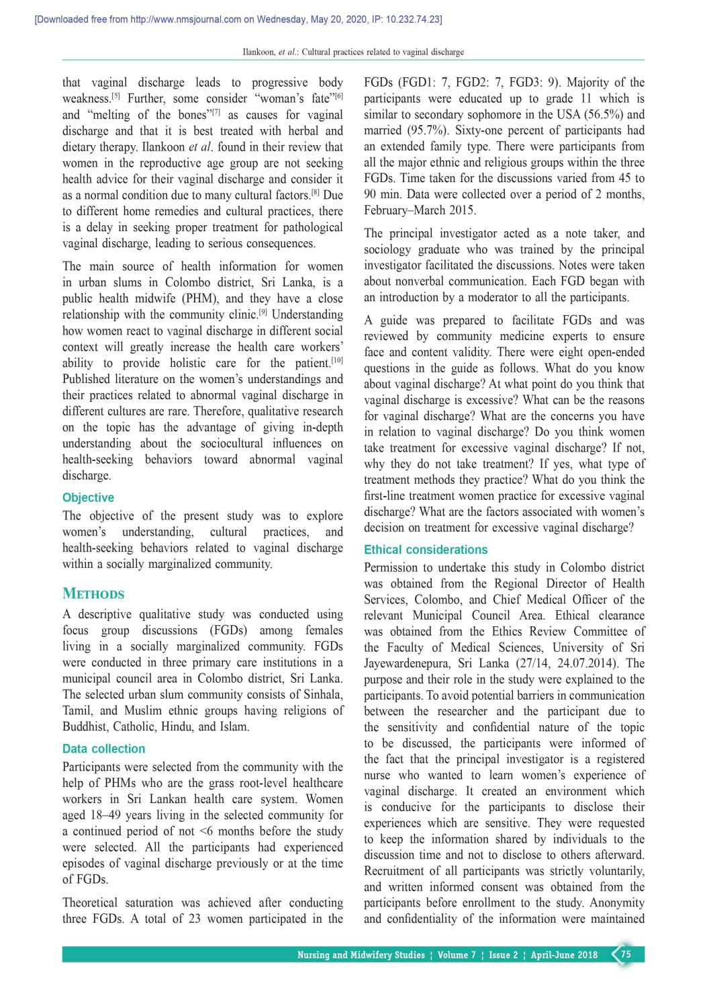 [Downloaded free from http://www.nmsjournal.com on Wednesday, May 20, 2020, IP: 10.232.74.23]
Ilankoon, et al.: Cultural practices related to vaginal discharge
that vaginal discharge leads to progressive body
weakness.[5] Further, some consider “woman’s fate”[6]
and “melting of the bones”[7] as causes for vaginal
discharge and that it is best treated with herbal and
dietary therapy. Ilankoon et al. found in their review that
women in the reproductive age group are not seeking
health advice for their vaginal discharge and consider it
as a normal condition due to many cultural factors.[8] Due
to different home remedies and cultural practices, there
is a delay in seeking proper treatment for pathological
vaginal discharge, leading to serious consequences.
The main source of health information for women
in urban slums in Colombo district, Sri Lanka, is a
public health midwife (PHM), and they have a close
relationship with the community clinic.[9] Understanding
how women react to vaginal discharge in different social
context will greatly increase the health care workers’
ability to provide holistic care for the patient.[10]
Published literature on the women’s understandings and
their practices related to abnormal vaginal discharge in
different cultures are rare. Therefore, qualitative research
on the topic has the advantage of giving in-depth
understanding about the sociocultural influences on
health-seeking behaviors toward abnormal vaginal
discharge.
Objective
The objective of the present study was to explore
women’s understanding, cultural practices, and
health-seeking behaviors related to vaginal discharge
within a socially marginalized community.
Methods
A descriptive qualitative study was conducted using
focus group discussions (FGDs) among females
living in a socially marginalized community. FGDs
were conducted in three primary care institutions in a
municipal council area in Colombo district, Sri Lanka.
The selected urban slum community consists of Sinhala,
Tamil, and Muslim ethnic groups having religions of
Buddhist, Catholic, Hindu, and Islam.
Data collection
Participants were selected from the community with the
help of PHMs who are the grass root-level healthcare
workers in Sri Lankan health care system. Women
aged 18–49 years living in the selected community for
a continued period of not <6 months before the study
were selected. All the participants had experienced
episodes of vaginal discharge previously or at the time
of FGDs.
Theoretical saturation was achieved after conducting
three FGDs. A total of 23 women participated in the
FGDs (FGD1: 7, FGD2: 7, FGD3: 9). Majority of the
participants were educated up to grade 11 which is
similar to secondary sophomore in the USA (56.5%) and
married (95.7%). Sixty-one percent of participants had
an extended family type. There were participants from
all the major ethnic and religious groups within the three
FGDs. Time taken for the discussions varied from 45 to
90 min. Data were collected over a period of 2 months,
February–March 2015.
The principal investigator acted as a note taker, and
sociology graduate who was trained by the principal
investigator facilitated the discussions. Notes were taken
about nonverbal communication. Each FGD began with
an introduction by a moderator to all the participants.
A guide was prepared to facilitate FGDs and was
reviewed by community medicine experts to ensure
face and content validity. There were eight open-ended
questions in the guide as follows. What do you know
about vaginal discharge? At what point do you think that
vaginal discharge is excessive? What can be the reasons
for vaginal discharge? What are the concerns you have
in relation to vaginal discharge? Do you think women
take treatment for excessive vaginal discharge? If not,
why they do not take treatment? If yes, what type of
treatment methods they practice? What do you think the
first-line treatment women practice for excessive vaginal
discharge? What are the factors associated with women’s
decision on treatment for excessive vaginal discharge?
Ethical considerations
Permission to undertake this study in Colombo district
was obtained from the Regional Director of Health
Services, Colombo, and Chief Medical Officer of the
relevant Municipal Council Area. Ethical clearance
was obtained from the Ethics Review Committee of
the Faculty of Medical Sciences, University of Sri
Jayewardenepura, Sri Lanka (27/14, 24.07.2014). The
purpose and their role in the study were explained to the
participants. To avoid potential barriers in communication
between the researcher and the participant due to
the sensitivity and confidential nature of the topic
to be discussed, the participants were informed of
the fact that the principal investigator is a registered
nurse who wanted to learn women’s experience of
vaginal discharge. It created an environment which
is conducive for the participants to disclose their
experiences which are sensitive. They were requested
to keep the information shared by individuals to the
discussion time and not to disclose to others afterward.
Recruitment of all participants was strictly voluntarily,
and written informed consent was obtained from the
participants before enrollment to the study. Anonymity
and confidentiality of the information were maintained
Nursing and Midwifery Studies ¦ Volume 7 ¦ Issue 2 ¦ April-June 2018 75